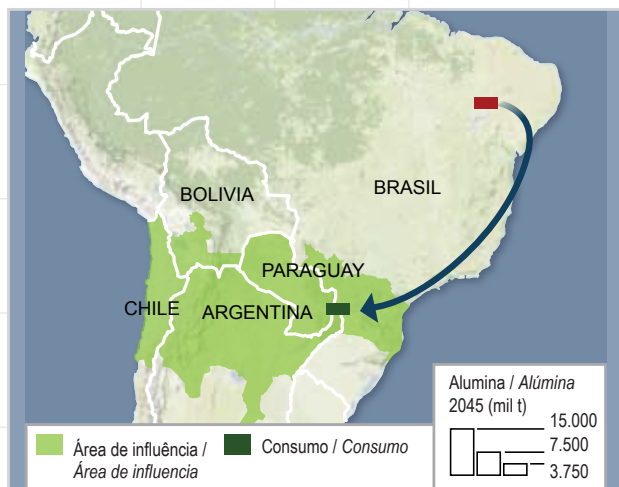 BOLIVIA
BRASIL
PARAGUAY
CHILE
ARGENTINA
Alumina / Alúmina
2045 (mil t)
15.000
7.500
3.750
Área de influência /
Área de influencia
Consumo / Consumo